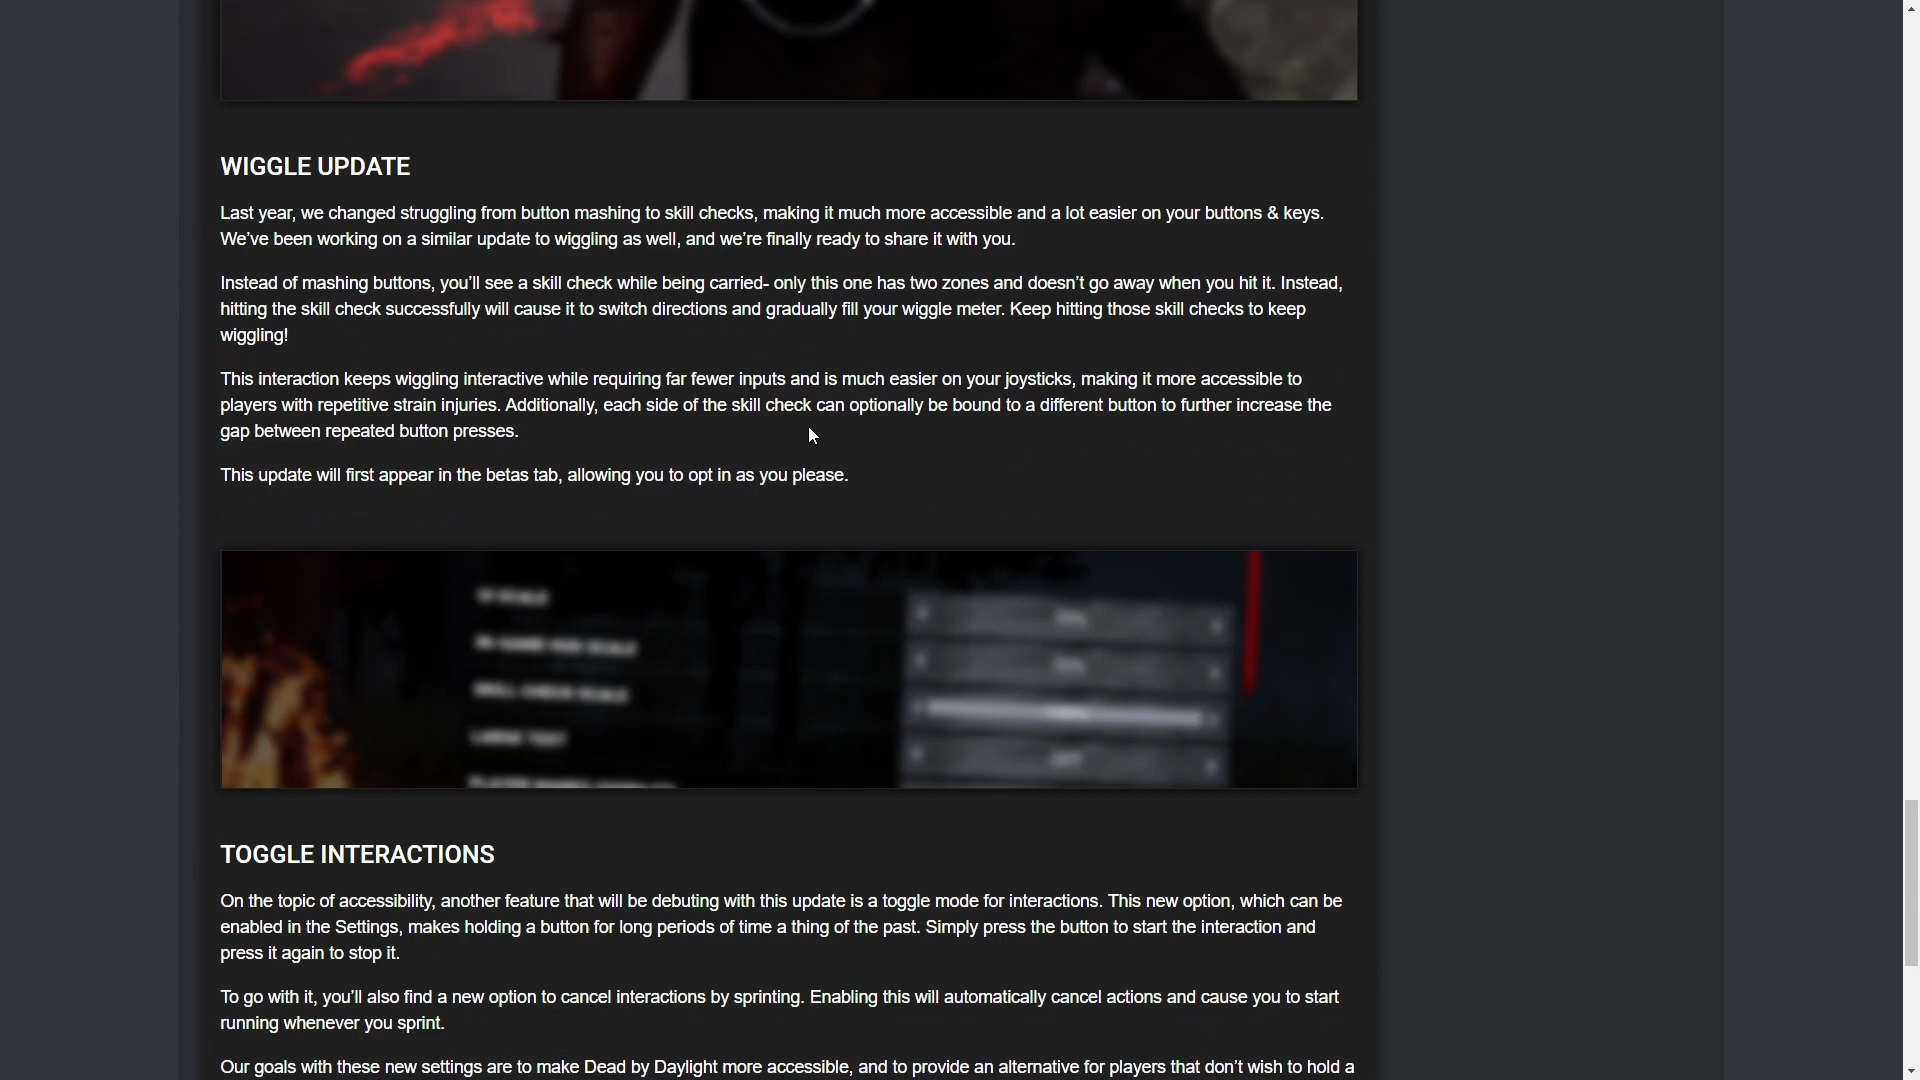 WIGGLE UPDATE
Last year, we changed struggling from button mashing to skill checks, making it much more accessible and a lot easier on your buttons & keys.
We've been working on a similar update to wiggling as well, and we're finally ready to share it with you.
Instead of mashing buttons, you'll see a skill check while being carried- only this one has two zones and doesn't go away when you hit it. Instead,
hitting the skill check successfully will cause it to switch directions and gradually fill your wiggle meter. Keep hitting those skill checks to keep
wiggling!
This interaction keeps wiggling interactive while requiring far fewer inputs and is much easier on your joysticks, making it more accessible to
players with repetitive strain injuries. Additionally, each side of the skill check can optionally be bound to a different button to further increase the
gap between repeated button presses.
This update will first appear in the betas tab, allowing you to opt in as you please.
UI SCALE
IN-GAME HUD SCALE
SKILL CHECK SCALE
LARGE TEXT
OFF
TOGGLE INTERACTIONS
On the topic of accessibility, another feature that will be debuting with this update is a toggle mode for interactions. This new option, which can be
enabled in the Settings, makes holding a button for long periods of time a thing of the past. Simply press the button to start the interaction and
press it again to stop it.
To go with it, you'll also find a new option to cancel interactions by sprinting. Enabling this will automatically cancel actions and cause you to start
running whenever you sprint.
Our goals with these new settings are to make Dead by Daylight more accessible, and to provide an alternative for players that don't wish to hold a